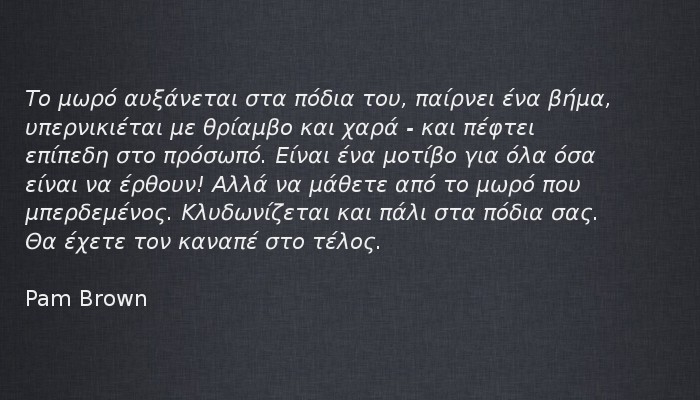 Το μωρό αυξάνεται στα πόδια του, παίρνει ένα βήμα,
υπερνικιέται με θρίαμβο και χαρά - και πέφτει
επίπεδη στο πρόσωπό. Είναι ένα μοτίβο για όλα όσα
είναι να έρθουν! Αλλά να μάθετε από το μωρό που
μπερδεμένος. Κλυδωνίζεται και πάλι στα πόδια σας.
Θα έχετε τον καναπέ στο τέλος.
Pam Brown